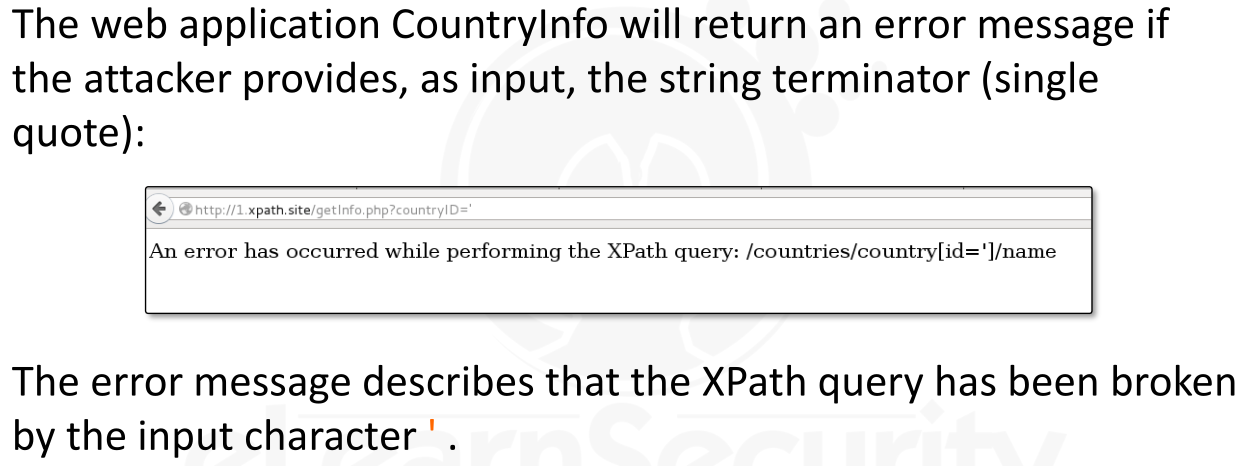 The web application CountryInfo will return an error message if
the attacker provides, as input, the string terminator (single
quote):
http://1.xpath.site/getInfo.php?countryID='
An error has occurred while performing the XPath query: /countries/country[id=']/name
The error message describes that the XPath query has been broken
by the input character ' .
eLearnSecurity